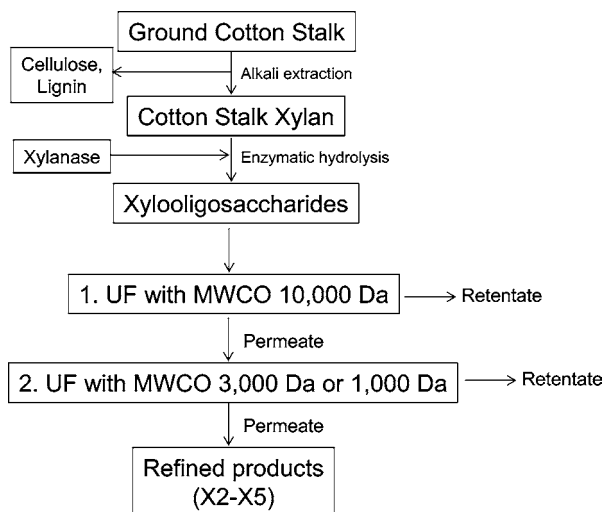 Ground Cotton Stalk
Cellulose,
Lignin
Alkali extraction
Cotton Stalk Xylan
Xylanase
Enzymatic hydrolysis
Xylooligosaccharides
1. UF with MWCO 10,000 Da
Retentate
Permeate
2. UF with MWCO 3,000 Da or 1,000 Da
Retentate
Permeate
Refined products
(X2-X5)